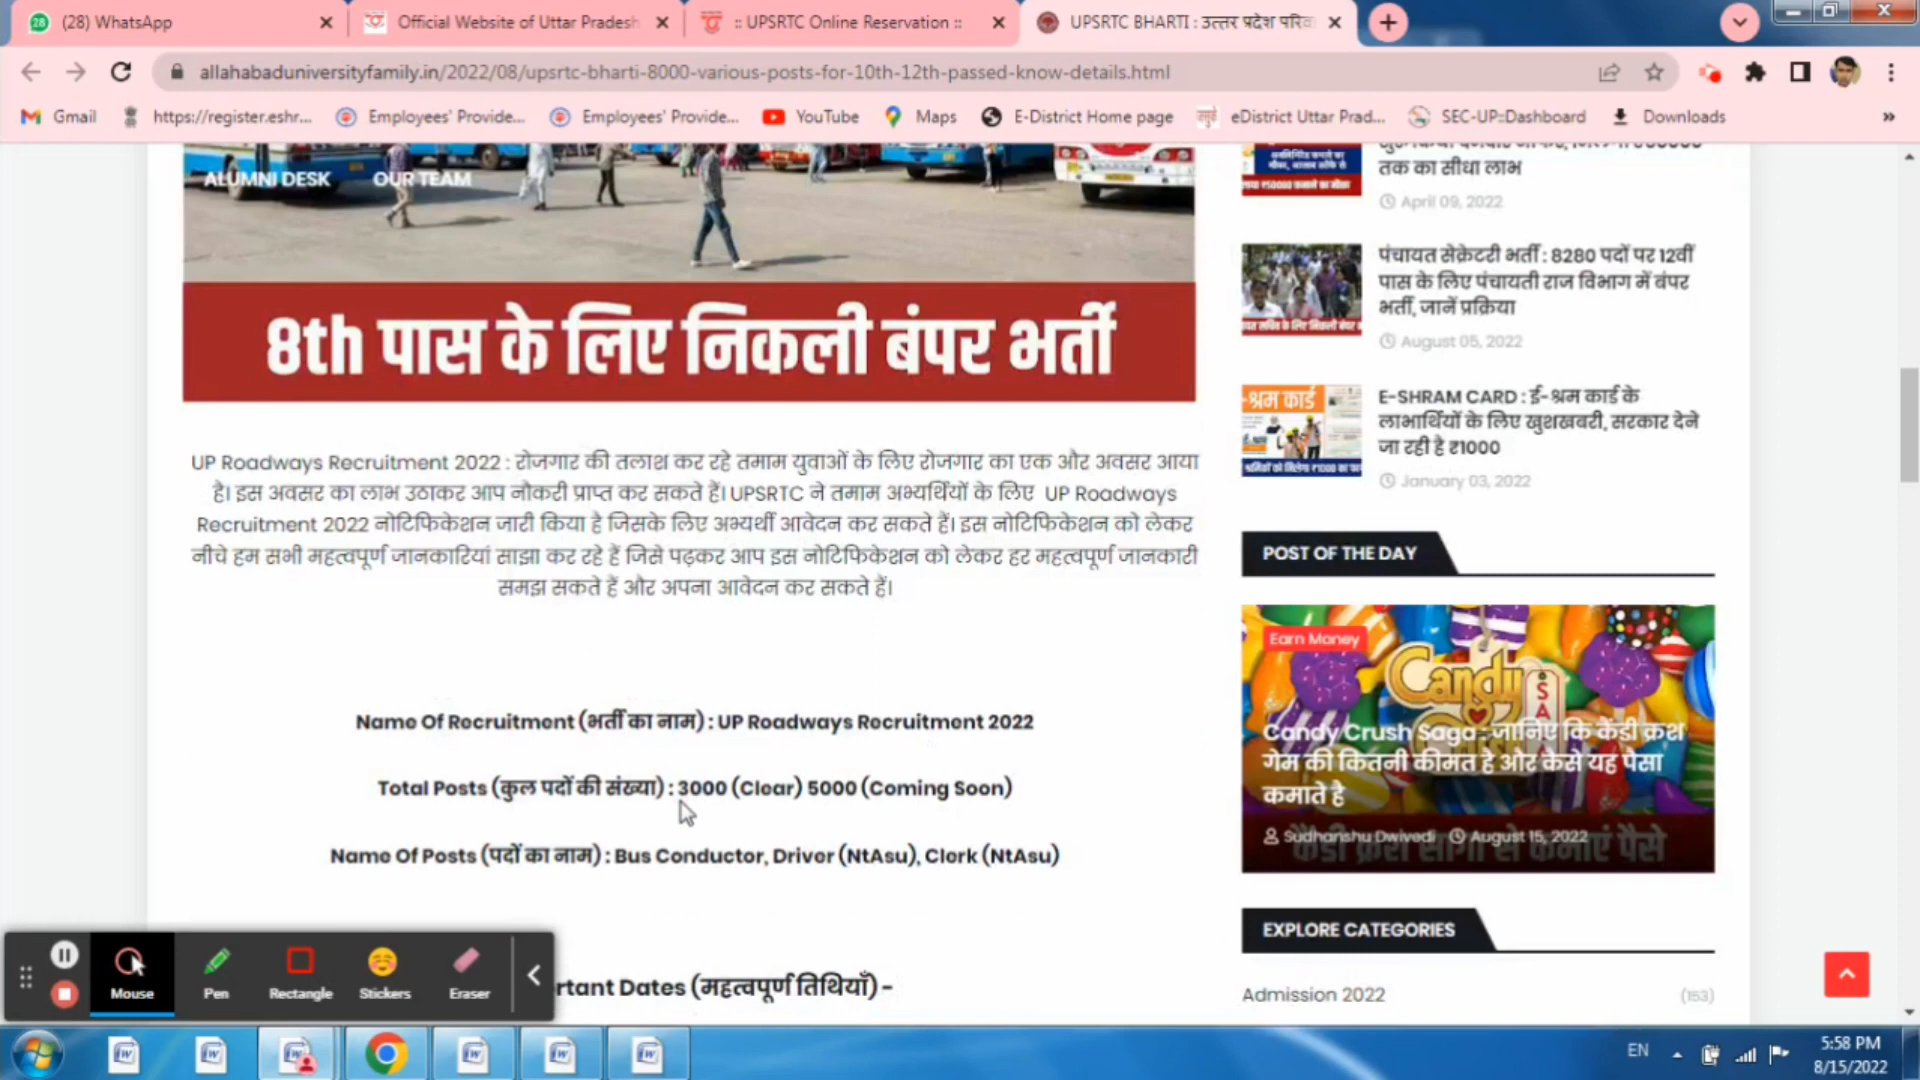 (28) WhatsApp
Official Website of Uttar Pradesh
:: UPSRTC Online Reservation ::
UPSRTC BHARTI : उत्तर प्रदेश परिव
allahabaduniversityfamily.in/2022/08/upsrtc-bharti-8000-various-posts-for-10th-12th-passed-know-details.html
Gmail
https://register.eshr...
Employees' Provide...
Employees' Provide...
YouTube
Maps
E-District Home page
eDistrict Uttar Prad...
SEC-UP::Dashboard
Downloads
ALUMNI DESK
OUR TEAM
8th पास के लिए निकली बंपर भर्ती
UP Roadways Recruitment 2022 : रोजगार की तलाश कर रहे तमाम युवाओं के लिए रोजगार का एक और अवसर आया
है। इस अवसर का लाभ उठाकर आप नौकरी प्राप्त कर सकते हैं। UPSRTC ने तमाम अभ्यर्थियों के लिए UP Roadways
Recruitment 2022 नोटिफिकेशन जारी किया है जिसके लिए अभ्यर्थी आवेदन कर सकते हैं। इस नोटिफिकेशन को लेकर
नीचे हम सभी महत्वपूर्ण जानकारियां साझा कर रहे हैं जिसे पढ़कर आप इस नोटिफिकेशन को लेकर हर महत्वपूर्ण जानकारी
समझ सकते हैं और अपना आवेदन कर सकते हैं।
Name Of Recruitment (भर्ती का नाम) : UP Roadways Recruitment 2022
Total Posts (कुल पदों की संख्या) : 3000 (Clear) 5000 (Coming Soon)
Name Of Posts (पदों का नाम) : Bus Conductor, Driver (NtAsu), Clerk (NtAsu)
rtant Dates (महत्वपूर्ण तिथियाँ) -
तक का सीधा लाभ
April 09, 2022
पंचायत सेक्रेटरी भर्ती : 8280 पदों पर 12वीं
पास के लिए पंचायती राज विभाग में बंपर
भर्ती, जानें प्रक्रिया
August 05, 2022
-श्रम कार्ड
E-SHRAM CARD : ई-श्रम कार्ड के
लाभार्थियों के लिए खुशखबरी, सरकार देने
जा रही है ₹1000
January 03, 2022
POST OF THE DAY
Earn Money
Candy
Candy Crush Saga : जानिए कि कैंडी क्रश
गेम की कितनी कीमत है और कैसे यह पैसा
कमाते है
Sudhanshu Dwivedi August 15, 2022
EXPLORE CATEGORIES
Admission 2022
(153)
Mouse
Pen
Rectangle
Stickers
Eraser
EN
5:58 PM
8/15/2022